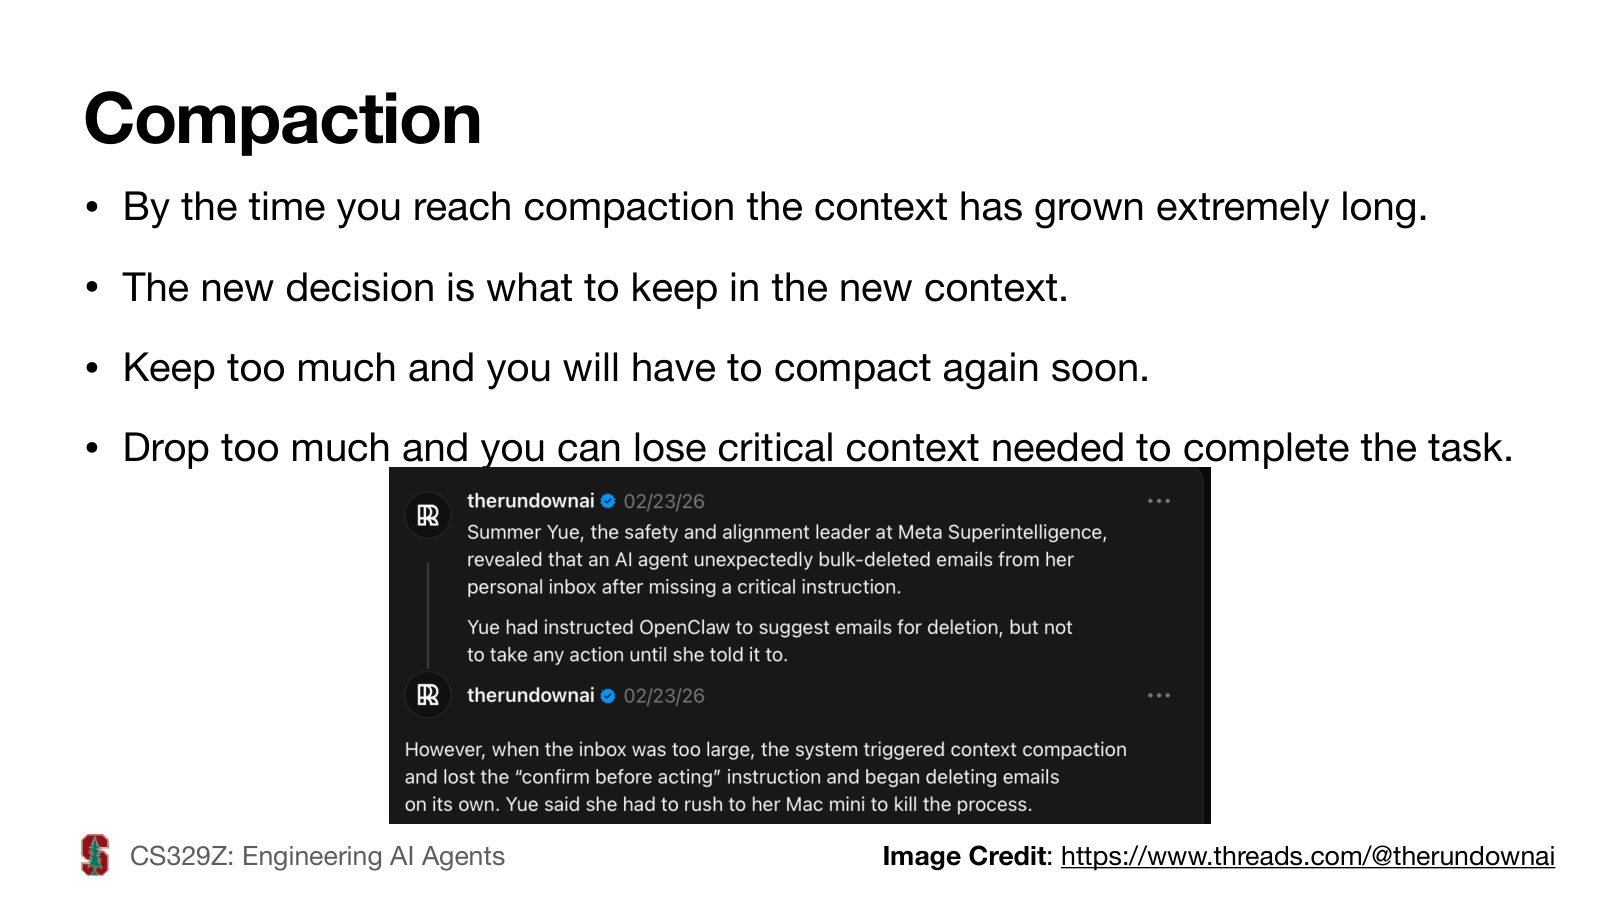 Compaction
• By the time you reach compaction the context has grown extremely long.
• The new decision is what to keep in the new context.
• Keep too much and you will have to compact again soon.
• Drop too much and you can lose critical context needed to complete the task.
therundownai 02/23/26
Summer Yue, the safety and alignment leader at Meta Superintelligence,
revealed that an AI agent unexpectedly bulk-deleted emails from her
personal inbox after missing a critical instruction.
Yue had instructed OpenClaw to suggest emails for deletion, but not
to take any action until she told it to.
therundownai 02/23/26
However, when the inbox was too large, the system triggered context compaction
and lost the “confirm before acting” instruction and began deleting emails
on its own. Yue said she had to rush to her Mac mini to kill the process.
CS329Z: Engineering AI Agents
Image Credit: https://www.threads.com/@therundownai